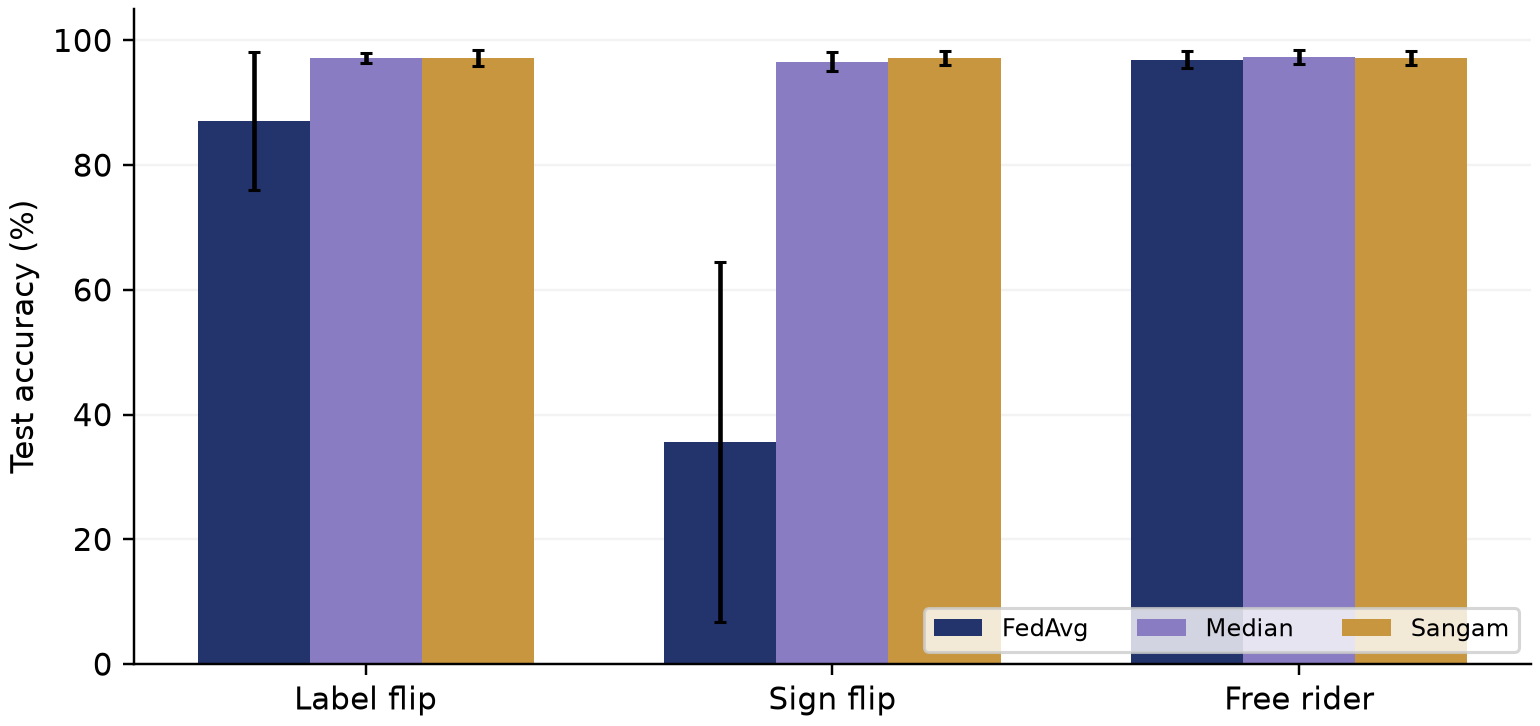 Test accuracy (%)
100
80
60
40
20
0
Label flip
Sign flip
Free rider
FedAvg
Median
Sangam